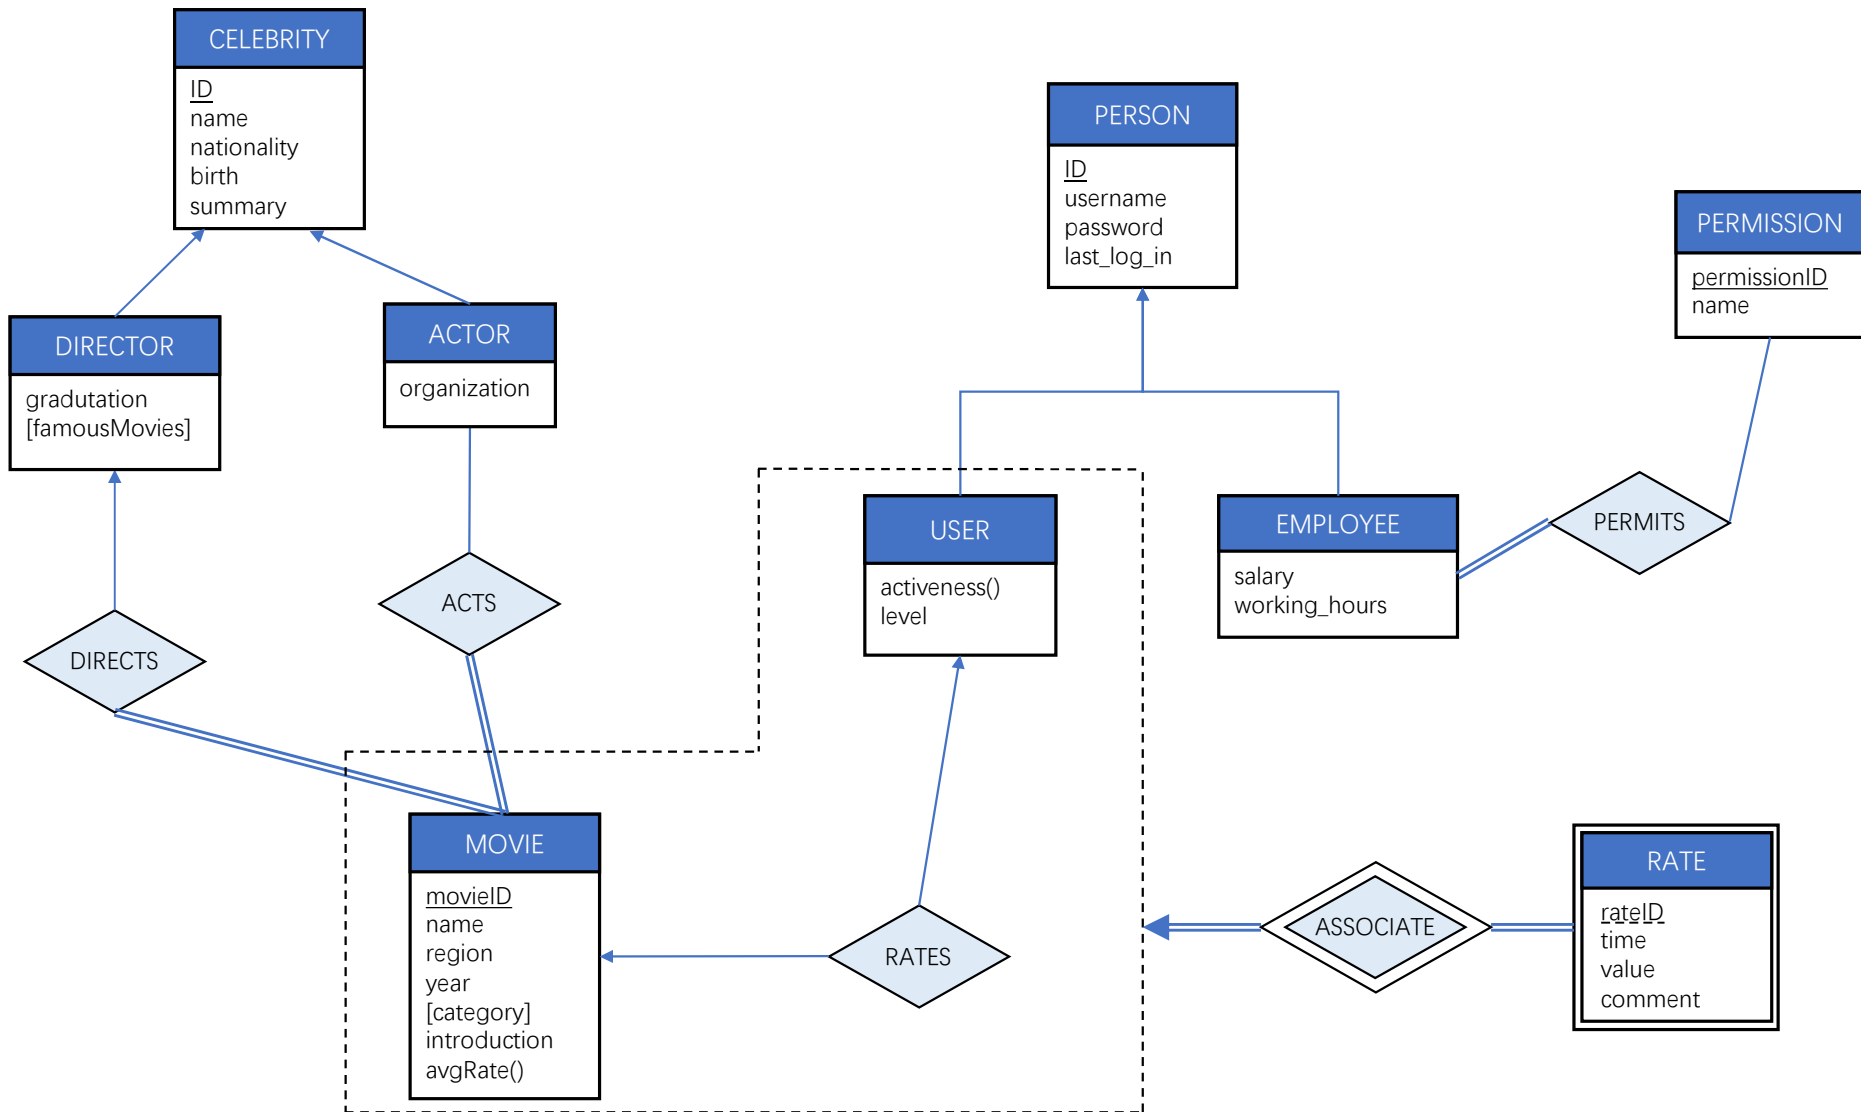 CELEBRITY
ID
name
nationality
birth
summary
PERSON
ID
username
password
last_log_in
PERMISSION
permissionID
name
DIRECTOR
gradutation
[famousMovies]
ACTOR
organization
USER
activeness()
level
EMPLOYEE
salary
working_hours
PERMITS
ACTS
DIRECTS
MOVIE
movieID
name
region
year
[category]
introduction
avgRate()
RATES
ASSOCIATE
RATE
rateID
time
value
comment